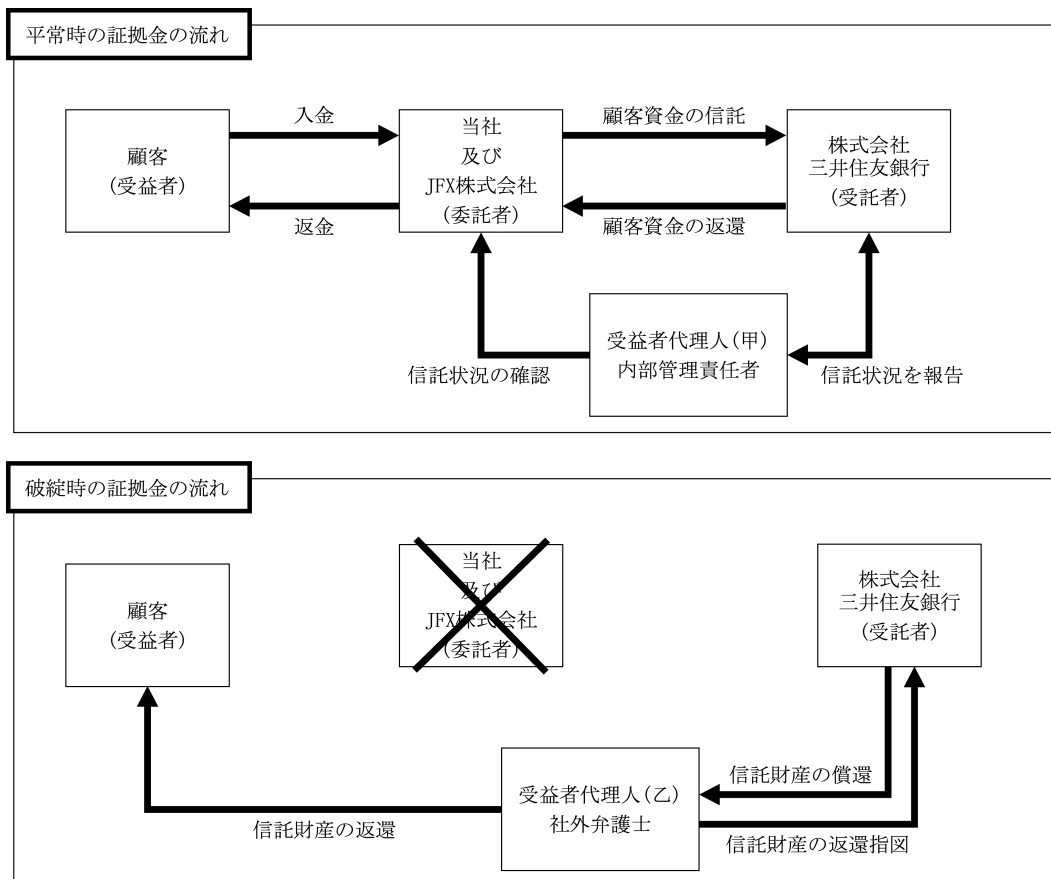 平常時の証拠金の流れ
顧客
(受益者)
入金
返金
当社
及び
JFX株式会社
(委託者)
顧客資金の信託
顧客資金の返還
株式会社
三井住友銀行
(受託者)
受益者代理人(甲)
内部管理責任者
信託状況の確認
信託状況を報告
破綻時の証拠金の流れ
顧客
(受益者)
当社
及び
JFX株式会社
(委託者)
株式会社
三井住友銀行
(受託者)
受益者代理人(乙)
社外弁護士
信託財産の償還
信託財産の返還
信託財産の返還指図